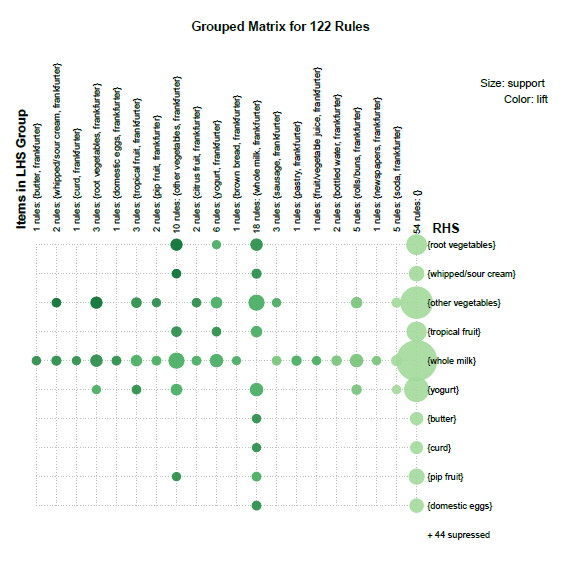 Grouped Matrix for 122 Rules
Size: support
Color: lift
Items in LHS Group
1 rules: {butter, frankfurter}
2 rules: {whipped/sour cream, frankfurter}
1 rules: {curd, frankfurter}
3 rules: {root vegetables, frankfurter}
1 rules: {domestic eggs, frankfurter}
3 rules: {tropical fruit, frankfurter}
2 rules: {pip fruit, frankfurter}
10 rules: {other vegetables, frankfurter}
2 rules: {citrus fruit, frankfurter}
6 rules: {yogurt, frankfurter}
1 rules: {brown bread, frankfurter}
18 rules: {whole milk, frankfurter}
3 rules: {sausage, frankfurter}
1 rules: {pastry, frankfurter}
1 rules: {fruit/vegetable juice, frankfurter}
2 rules: {bottled water, frankfurter}
5 rules: {rolls/buns, frankfurter}
1 rules: {newspapers, frankfurter}
5 rules: {soda, frankfurter}
54 rules: {}
RHS
{root vegetables}
{whipped/sour cream}
{other vegetables}
{tropical fruit}
{whole milk}
{yogurt}
{butter}
{curd}
{pip fruit}
{domestic eggs}
+ 44 supressed